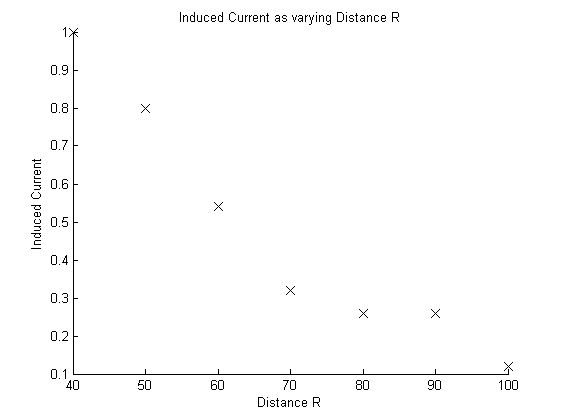 Induced Current as varying Distance R
1
0.9
0.8
0.7
0.6
0.5
0.4
0.3
0.2
0.1
Induced Current
40 50 60 70 80 90 100
Distance R